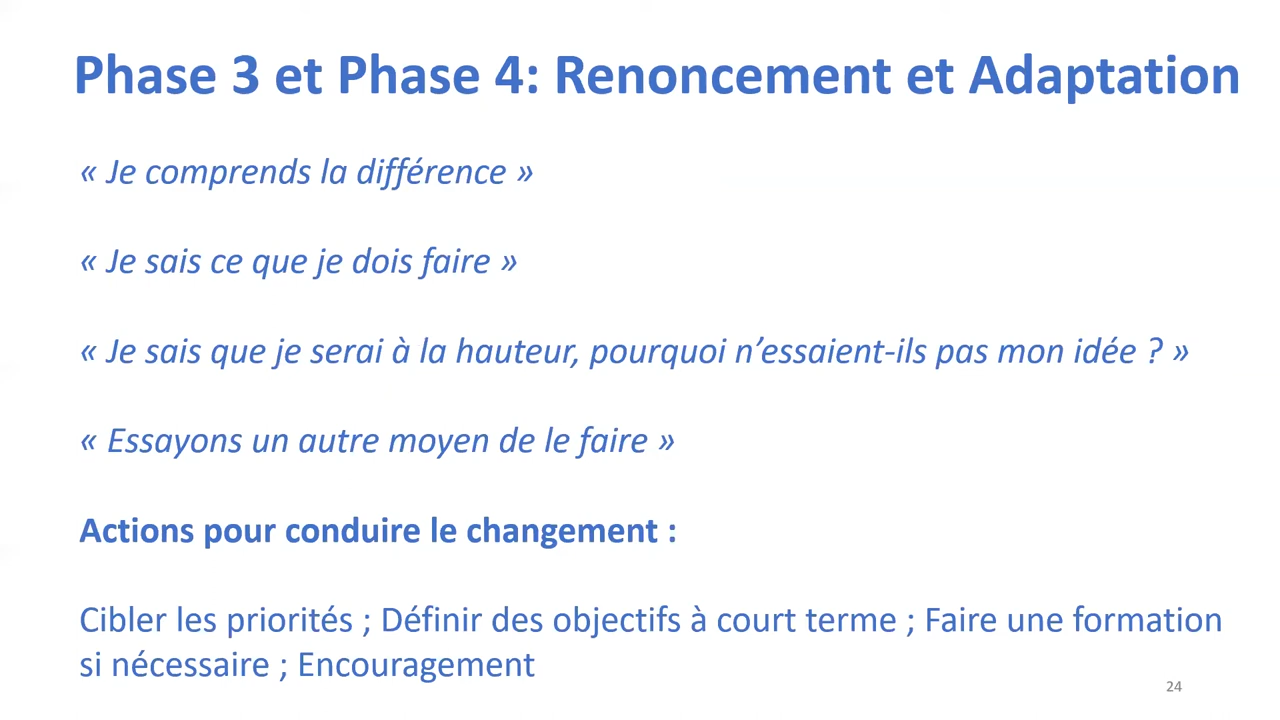 Phase 3 et Phase 4: Renoncement et Adaptation
« Je comprends la différence »
« Je sais ce que je dois faire »
« Je sais que je serai à la hauteur, pourquoi n’essaient-ils pas mon idée ? »
« Essayons un autre moyen de le faire »
Actions pour conduire le changement :
Cibler les priorités ; Définir des objectifs à court terme ; Faire une formation
si nécessaire ; Encouragement
24